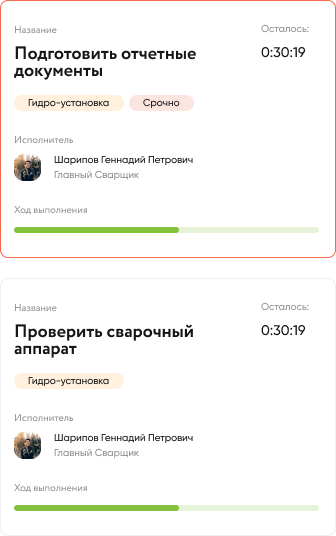 Название
Осталось:
Подготовить отчетные
документы
0:30:19
Гидро-установка
Срочно
Исполнитель
Шарипов Геннадий Петрович
Главный Сварщик
Ход выполнения
Название
Осталось:
Проверить сварочный
аппарат
0:30:19
Гидро-установка
Исполнитель
Шарипов Геннадий Петрович
Главный Сварщик
Ход выполнения